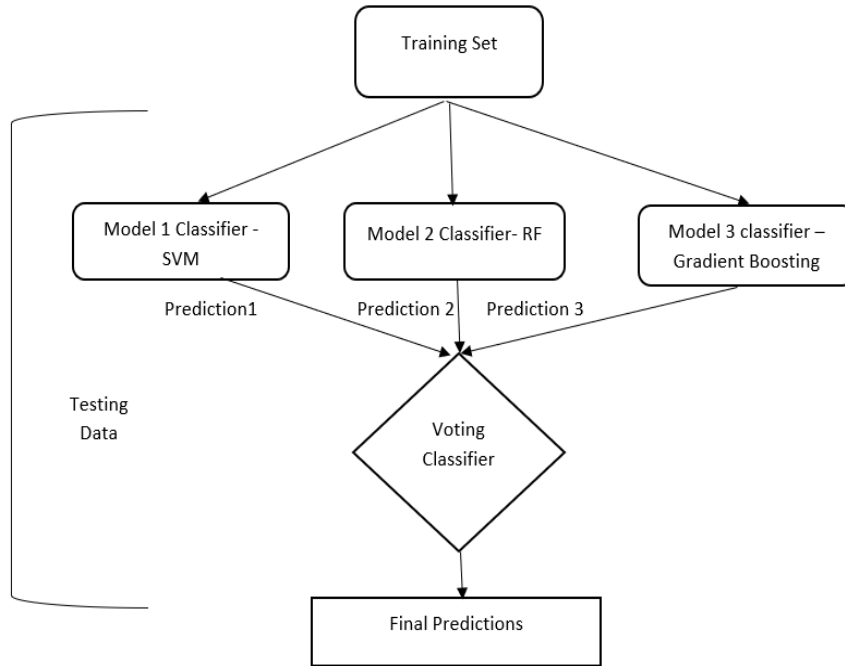 Training Set
Model 1 Classifier -
SVM
Model 2 Classifier- RF
Model 3 classifier –
Gradient Boosting
Prediction1
Prediction 2
Prediction 3
Testing
Data
Voting
Classifier
Final Predictions